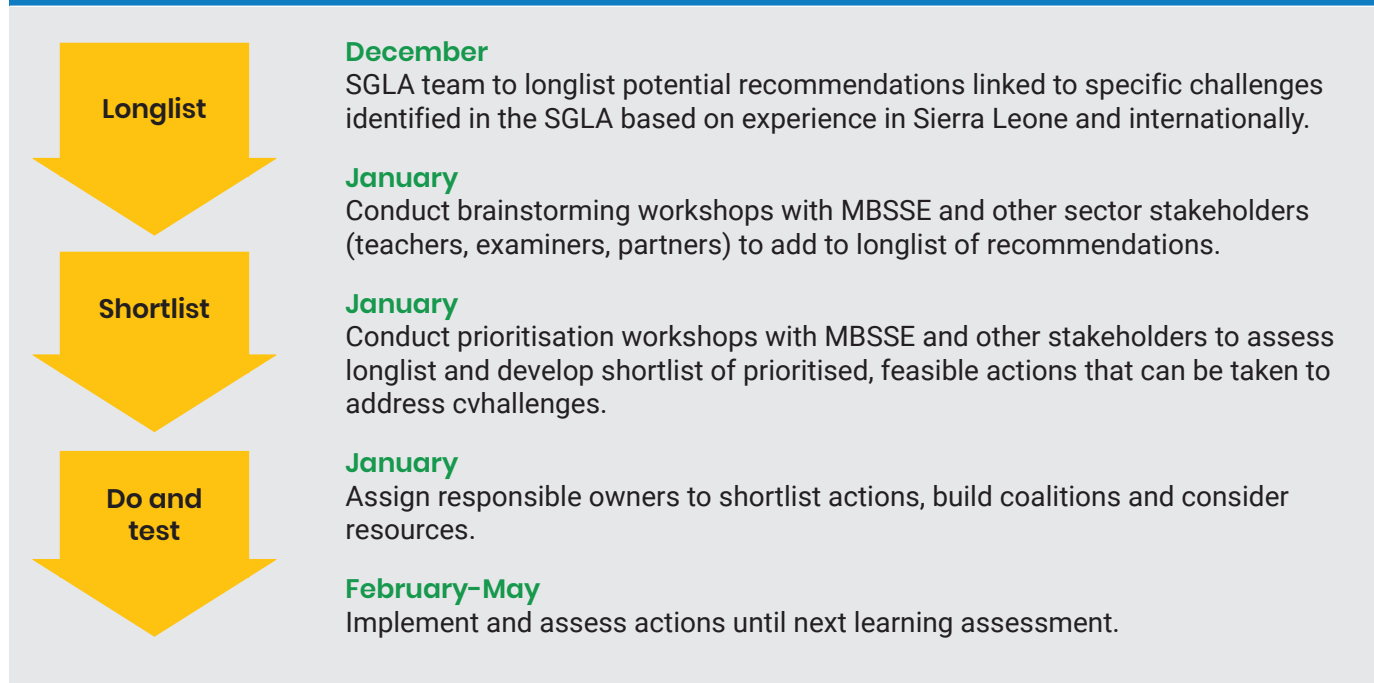 Longlist
December
SGLA team to longlist potential recommendations linked to specific challenges
identified in the SGLA based on experience in Sierra Leone and internationally.
January
Conduct brainstorming workshops with MBSSE and other sector stakeholders
(teachers, examiners, partners) to add to longlist of recommendations.
Shortlist
January
Conduct prioritisation workshops with MBSSE and other stakeholders to assess
longlist and develop shortlist of prioritised, feasible actions that can be taken to
address cvhallenges.
Do and
test
January
Assign responsible owners to shortlist actions, build coalitions and consider
resources.
February-May
Implement and assess actions until next learning assessment.